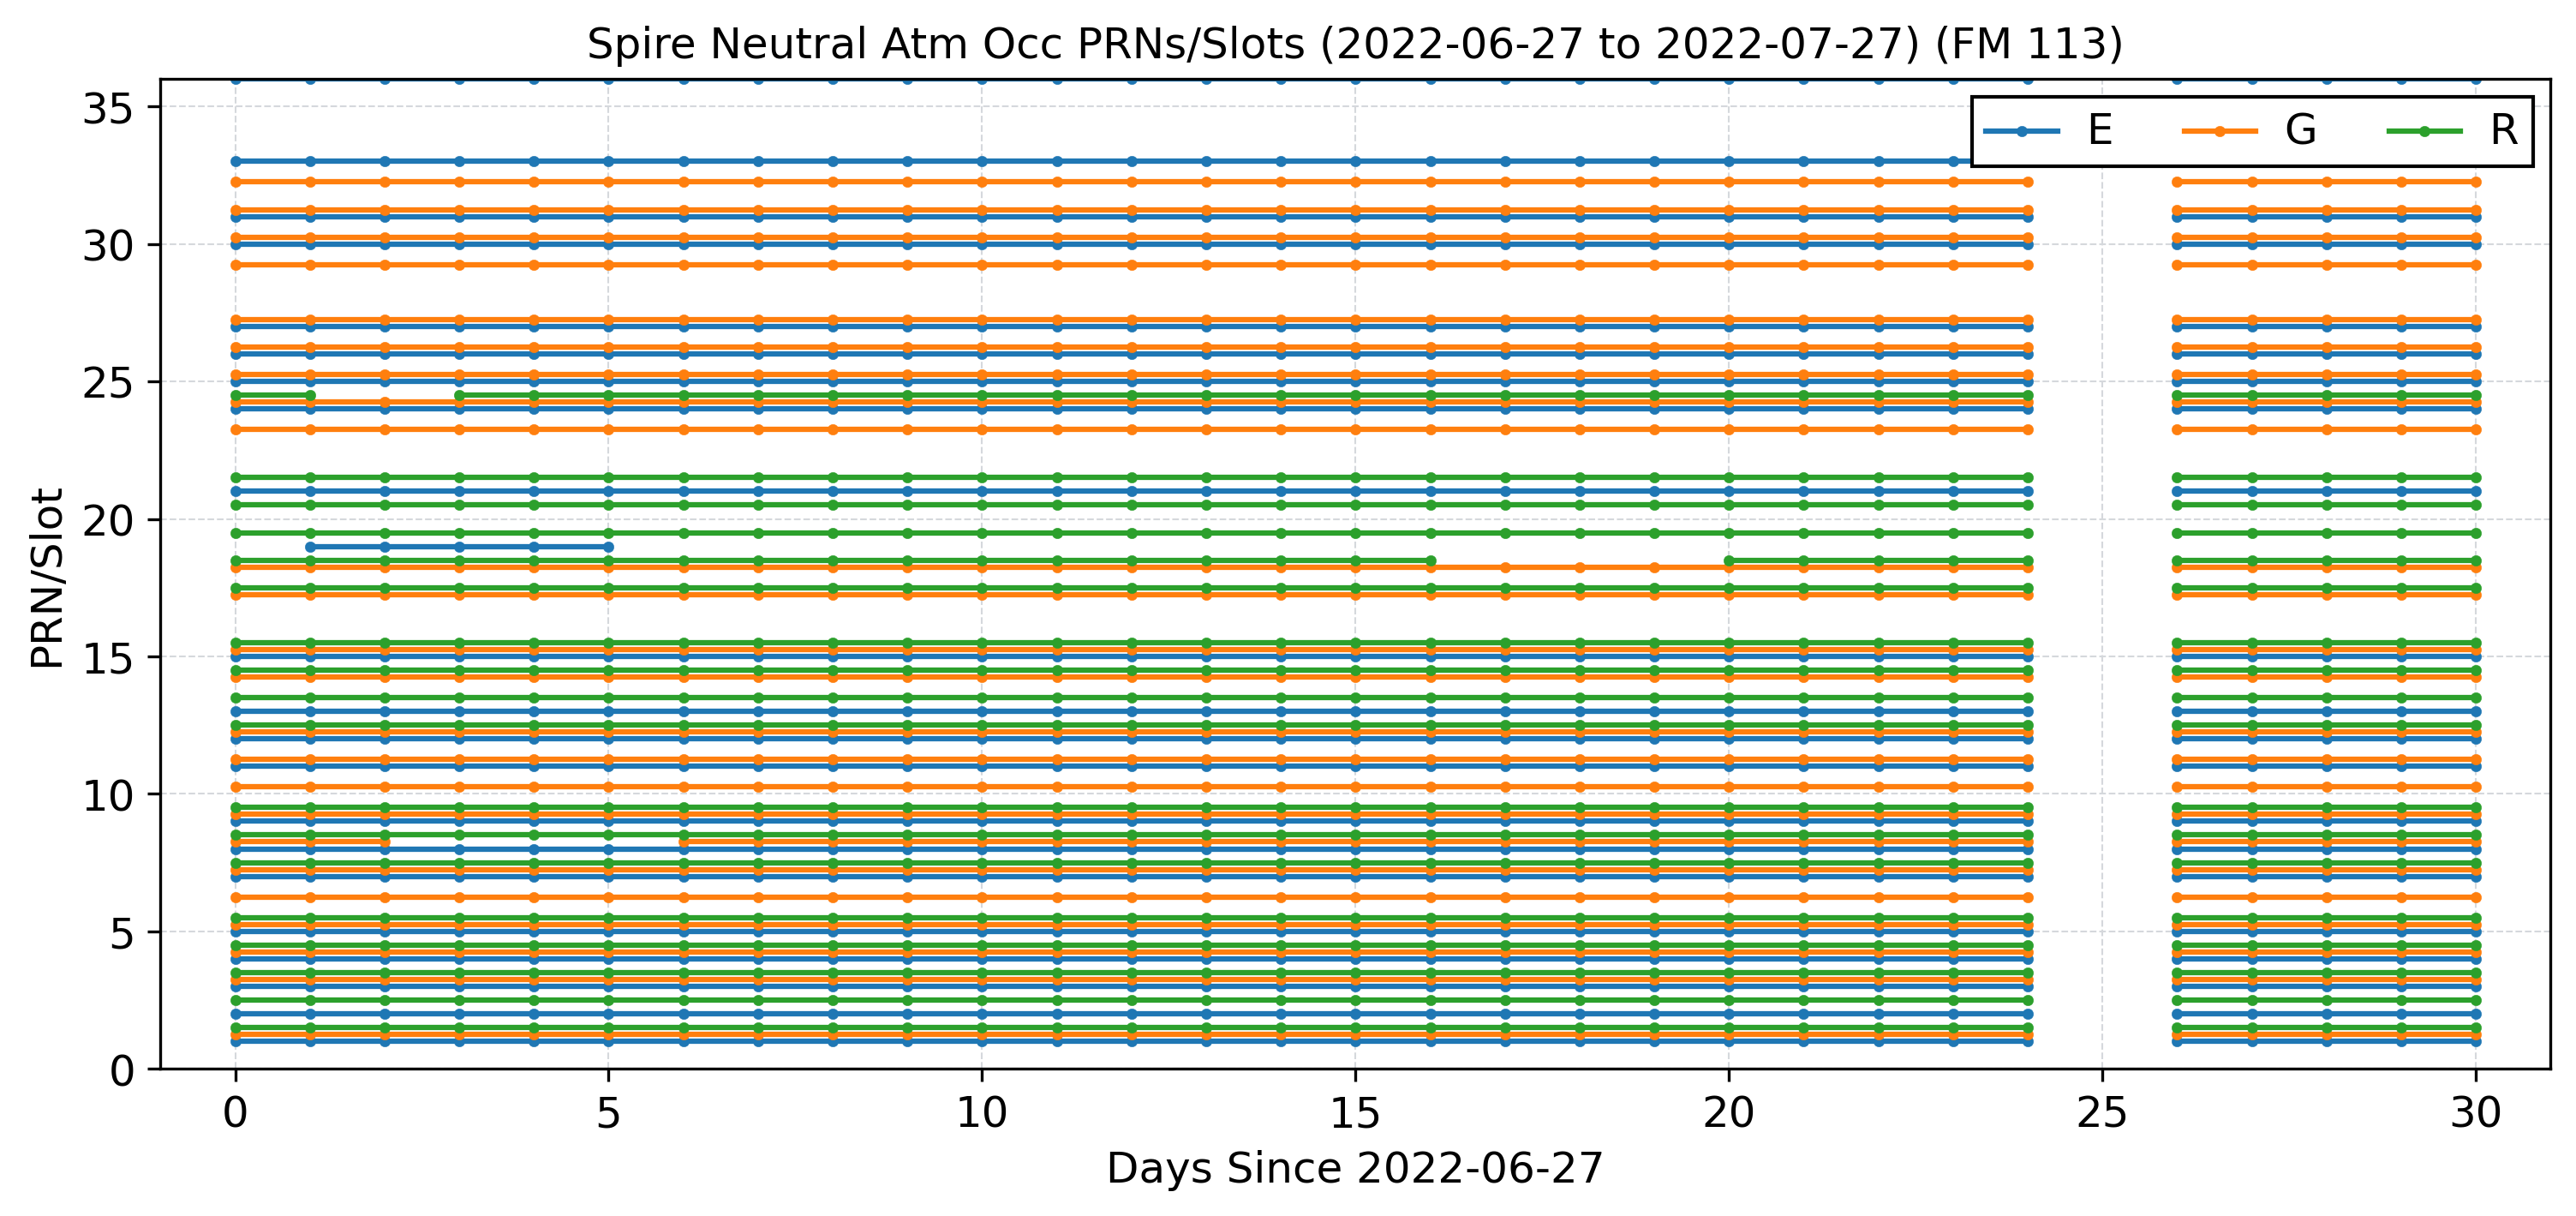 Spire Neutral Atm Occ PRNs/Slots (2022-06-27 to 2022-07-27) (FM 113)
E G R
PRN/Slot
35
30
25
20
15
10
5
0
0 5 10 15 20 25 30
Days Since 2022-06-27